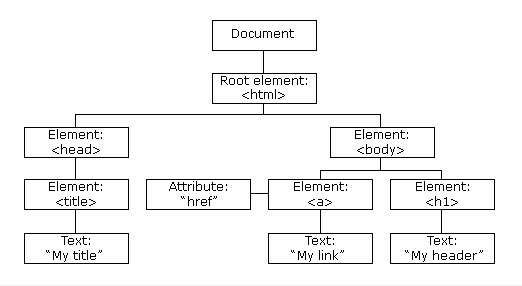 Document
Root element:
<html>
Element:
<head>
Element:
<body>
Element:
<title>
Attribute:
“href”
Element:
<a>
Element:
<h1>
Text:
“My title”
Text:
“My link”
Text:
“My header”